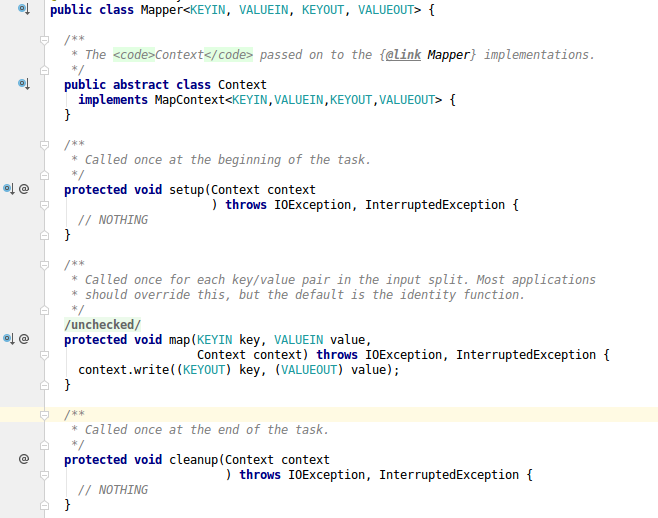 public class Mapper<KEYIN, VALUEIN, KEYOUT, VALUEOUT> {
/**
* The <code>Context</code> passed on to the {@link Mapper} implementations.
*/
public abstract class Context
implements MapContext<KEYIN,VALUEIN,KEYOUT,VALUEOUT> {
}
/**
* Called once at the beginning of the task.
*/
@ protected void setup(Context context
) throws IOException, InterruptedException {
// NOTHING
}
/**
* Called once for each key/value pair in the input split. Most applications
* should override this, but the default is the identity function.
*/
/unchecked/
@ protected void map(KEYIN key, VALUEIN value,
Context context) throws IOException, InterruptedException {
context.write((KEYOUT) key, (VALUEOUT) value);
}
/**
* Called once at the end of the task.
*/
@ protected void cleanup(Context context
) throws IOException, InterruptedException {
// NOTHING
}